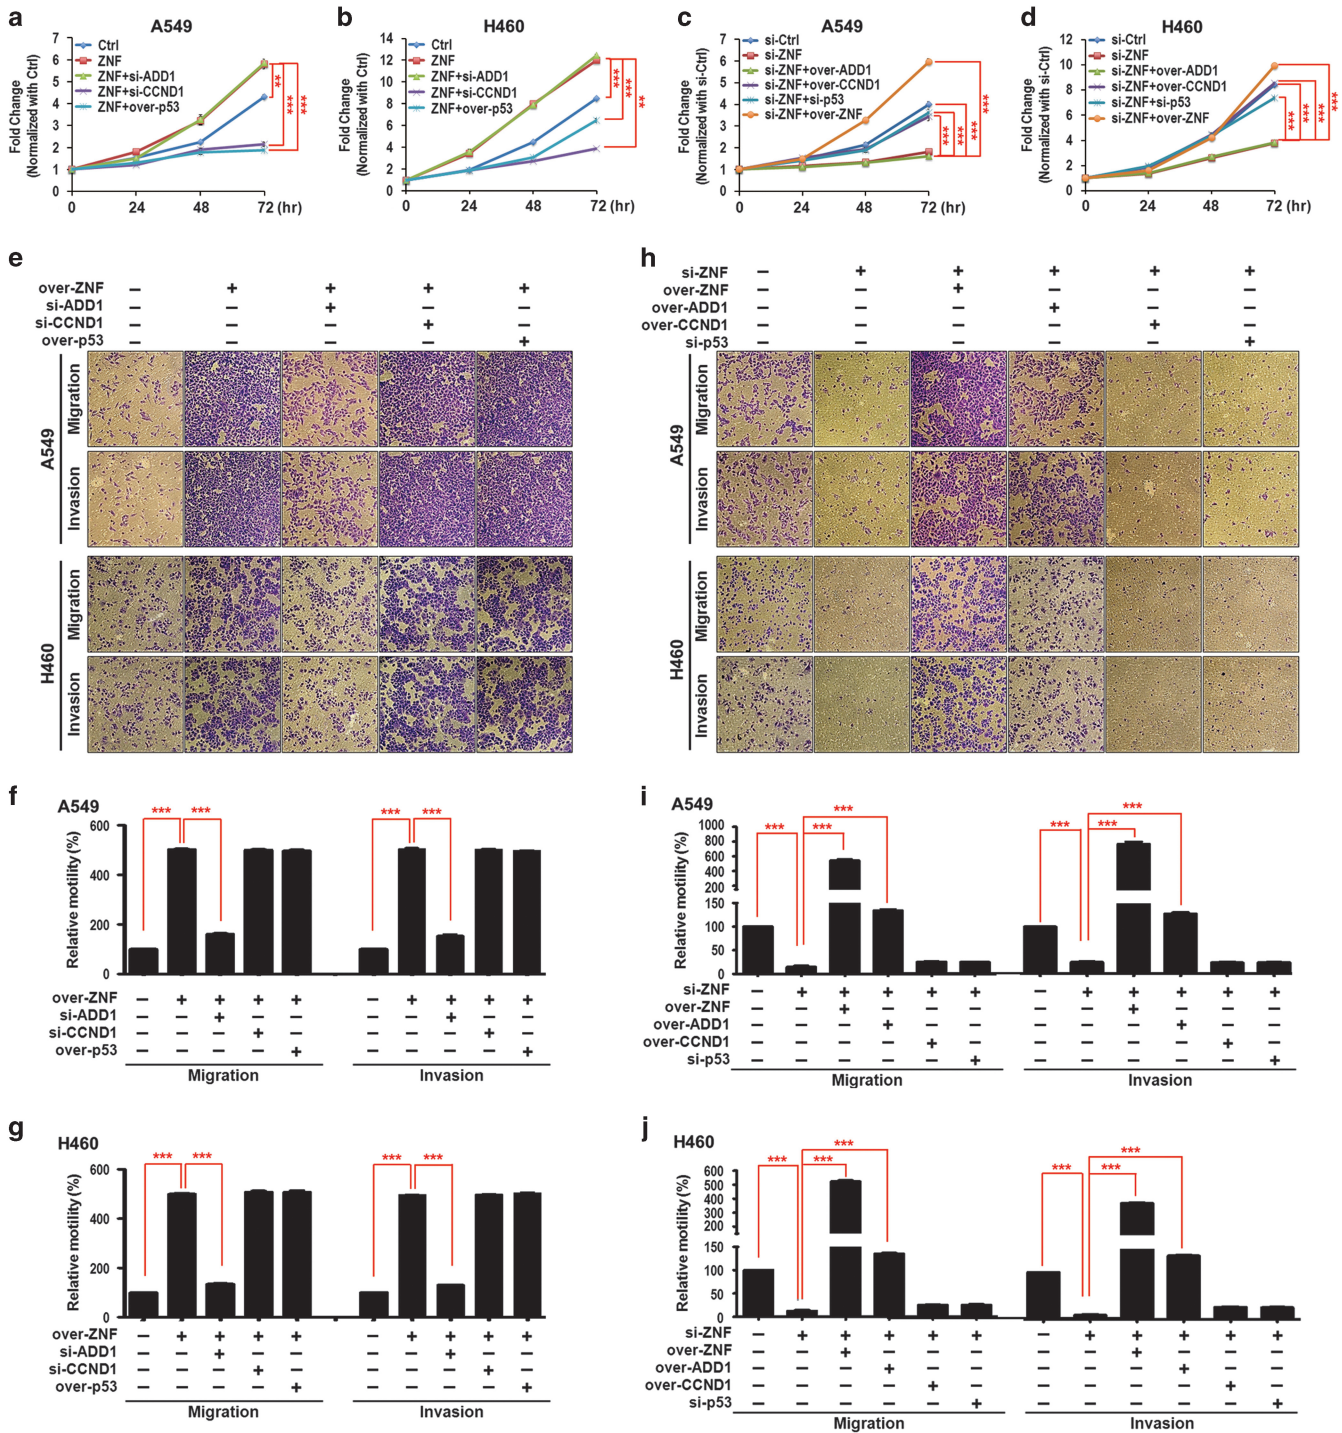 a
A549
Fold Change
(Normalized with Ctrl)
7
6
5
4
3
2
1
0
Ctrl
ZNF
ZNF+si-ADD1
ZNF+si-CCND1
ZNF+over-p53
**
***
***
0 24 48 72 (hr)
b
H460
Fold Change
(Normalized with Ctrl)
14
12
10
8
6
4
2
0
Ctrl
ZNF
ZNF+si-ADD1
ZNF+si-CCND1
ZNF+over-p53
***
***
**
0 24 48 72 (hr)
c
A549
Fold Change
(Normalized with si-Ctrl)
7
6
5
4
3
2
1
0
si-Ctrl
si-ZNF
si-ZNF+over-ADD1
si-ZNF+over-CCND1
si-ZNF+si-p53
si-ZNF+over-ZNF
***
***
***
***
0 24 48 72 (hr)
d
H460
Fold Change
(Normalized with si-Ctrl)
12
10
8
6
4
2
0
si-Ctrl
si-ZNF
si-ZNF+over-ADD1
si-ZNF+over-CCND1
si-ZNF+si-p53
si-ZNF+over-ZNF
***
***
***
***
0 24 48 72 (hr)
e
over-ZNF − + + + +
si-ADD1 − − + − −
si-CCND1 − − − + −
over-p53 − − − − +
A549
Migration
Invasion
H460
Migration
Invasion
h
si-ZNF − + + + + +
over-ZNF − − + − − −
over-ADD1 − − − + − −
over-CCND1 − − − − + −
si-p53 − − − − − +
A549
Migration
Invasion
H460
Migration
Invasion
f
A549
Relative motility (%)
600
400
200
0
*** *** *** ***
over-ZNF − + + + + − + + + +
si-ADD1 − − + − − − − + − −
si-CCND1 − − − + − − − − + −
over-p53 − − − − + − − − − +
Migration Invasion
i
A549
Relative motility (%)
1000
800
600
400
200
150
100
50
0
*** *** *** *** *** ***
si-ZNF − + + + + + − + + + + +
over-ZNF − − + − − − − − + − − −
over-ADD1 − − − + − − − − − + − −
over-CCND1 − − − − + − − − − − + −
si-p53 − − − − − + − − − − − +
Migration Invasion
g
H460
Relative motility (%)
600
400
200
0
*** *** *** ***
over-ZNF − + + + + − + + + +
si-ADD1 − − + − − − − + − −
si-CCND1 − − − + − − − − + −
over-p53 − − − − + − − − − +
Migration Invasion
j
H460
Relative motility (%)
600
500
400
300
200
150
100
50
0
*** *** *** *** *** ***
si-ZNF − + + + + + − + + + + +
over-ZNF − − + − − − − − + − − −
over-ADD1 − − − + − − − − − + − −
over-CCND1 − − − − + − − − − − + −
si-p53 − − − − − + − − − − − +
Migration Invasion